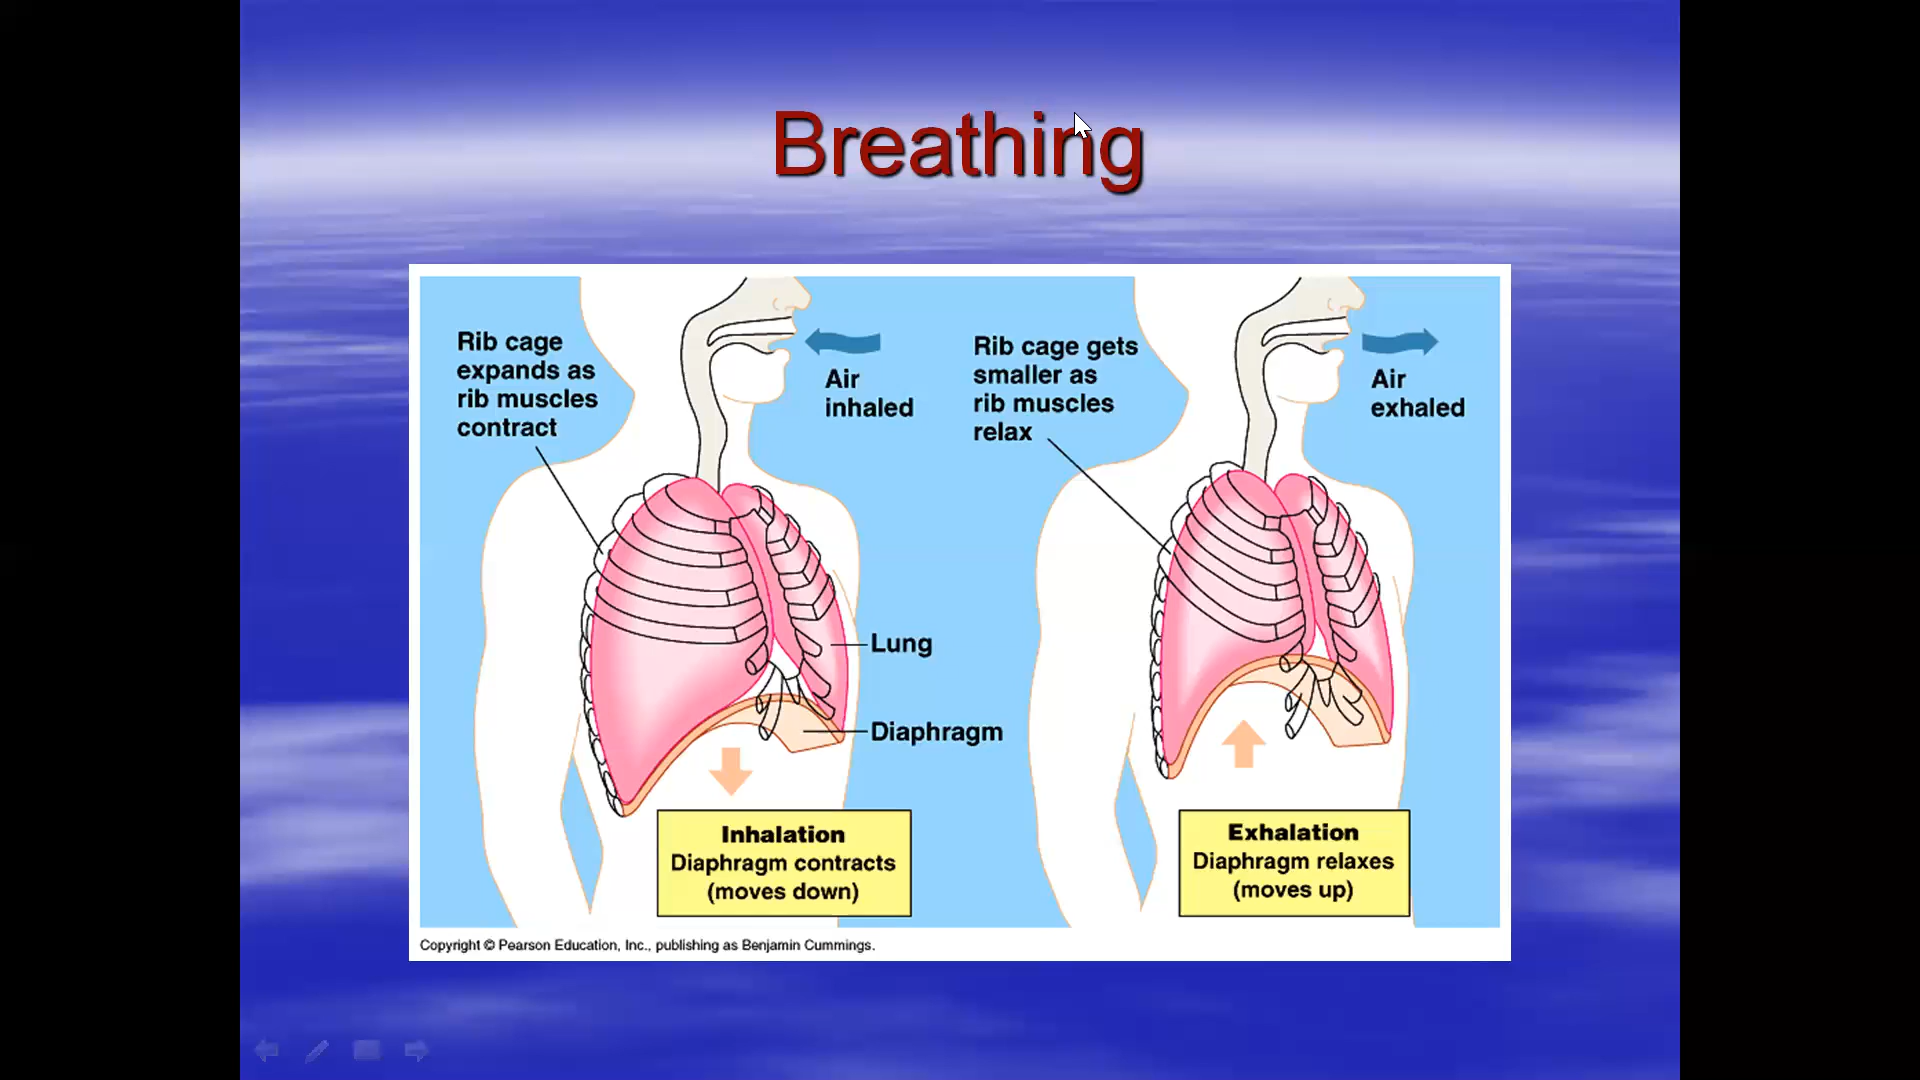 Breathing
Rib cage
expands as
rib muscles
contract
Air
inhaled
Lung
Diaphragm
Inhalation
Diaphragm contracts
(moves down)
Rib cage gets
smaller as
rib muscles
relax
Air
exhaled
Exhalation
Diaphragm relaxes
(moves up)
Copyright © Pearson Education, Inc., publishing as Benjamin Cummings.